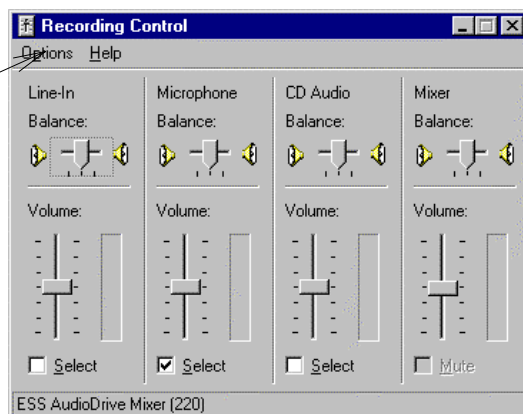 Recording Control
Options Help
Line-In Microphone CD Audio Mixer
Balance: Balance: Balance: Balance:
Volume: Volume: Volume: Volume:
Select Select Select Mute
ESS AudioDrive Mixer (220)